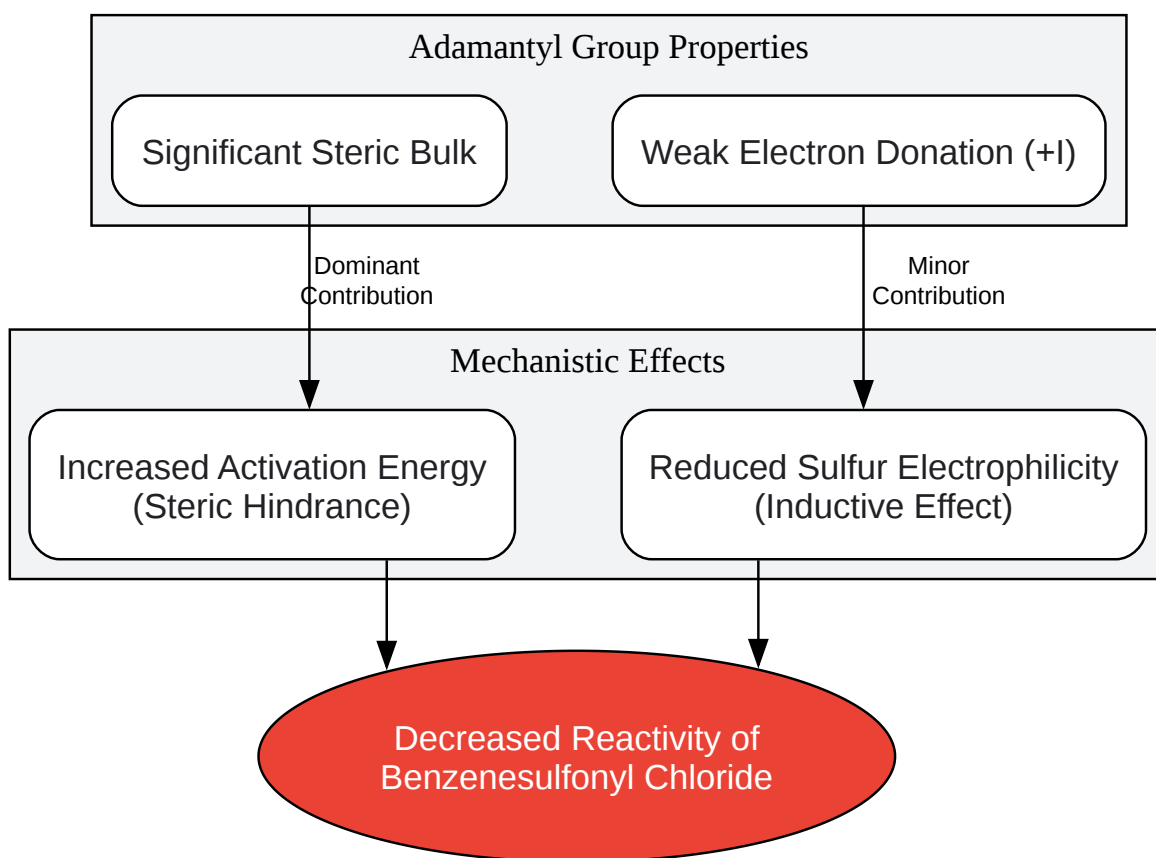 Adamantyl Group Properties
Significant Steric Bulk
Weak Electron Donation (+I)
Dominant
Contribution
Minor
Contribution
Mechanistic Effects
Increased Activation Energy
(Steric Hindrance)
Reduced Sulfur Electrophilicity
(Inductive Effect)
Decreased Reactivity of
Benzenesulfonyl Chloride